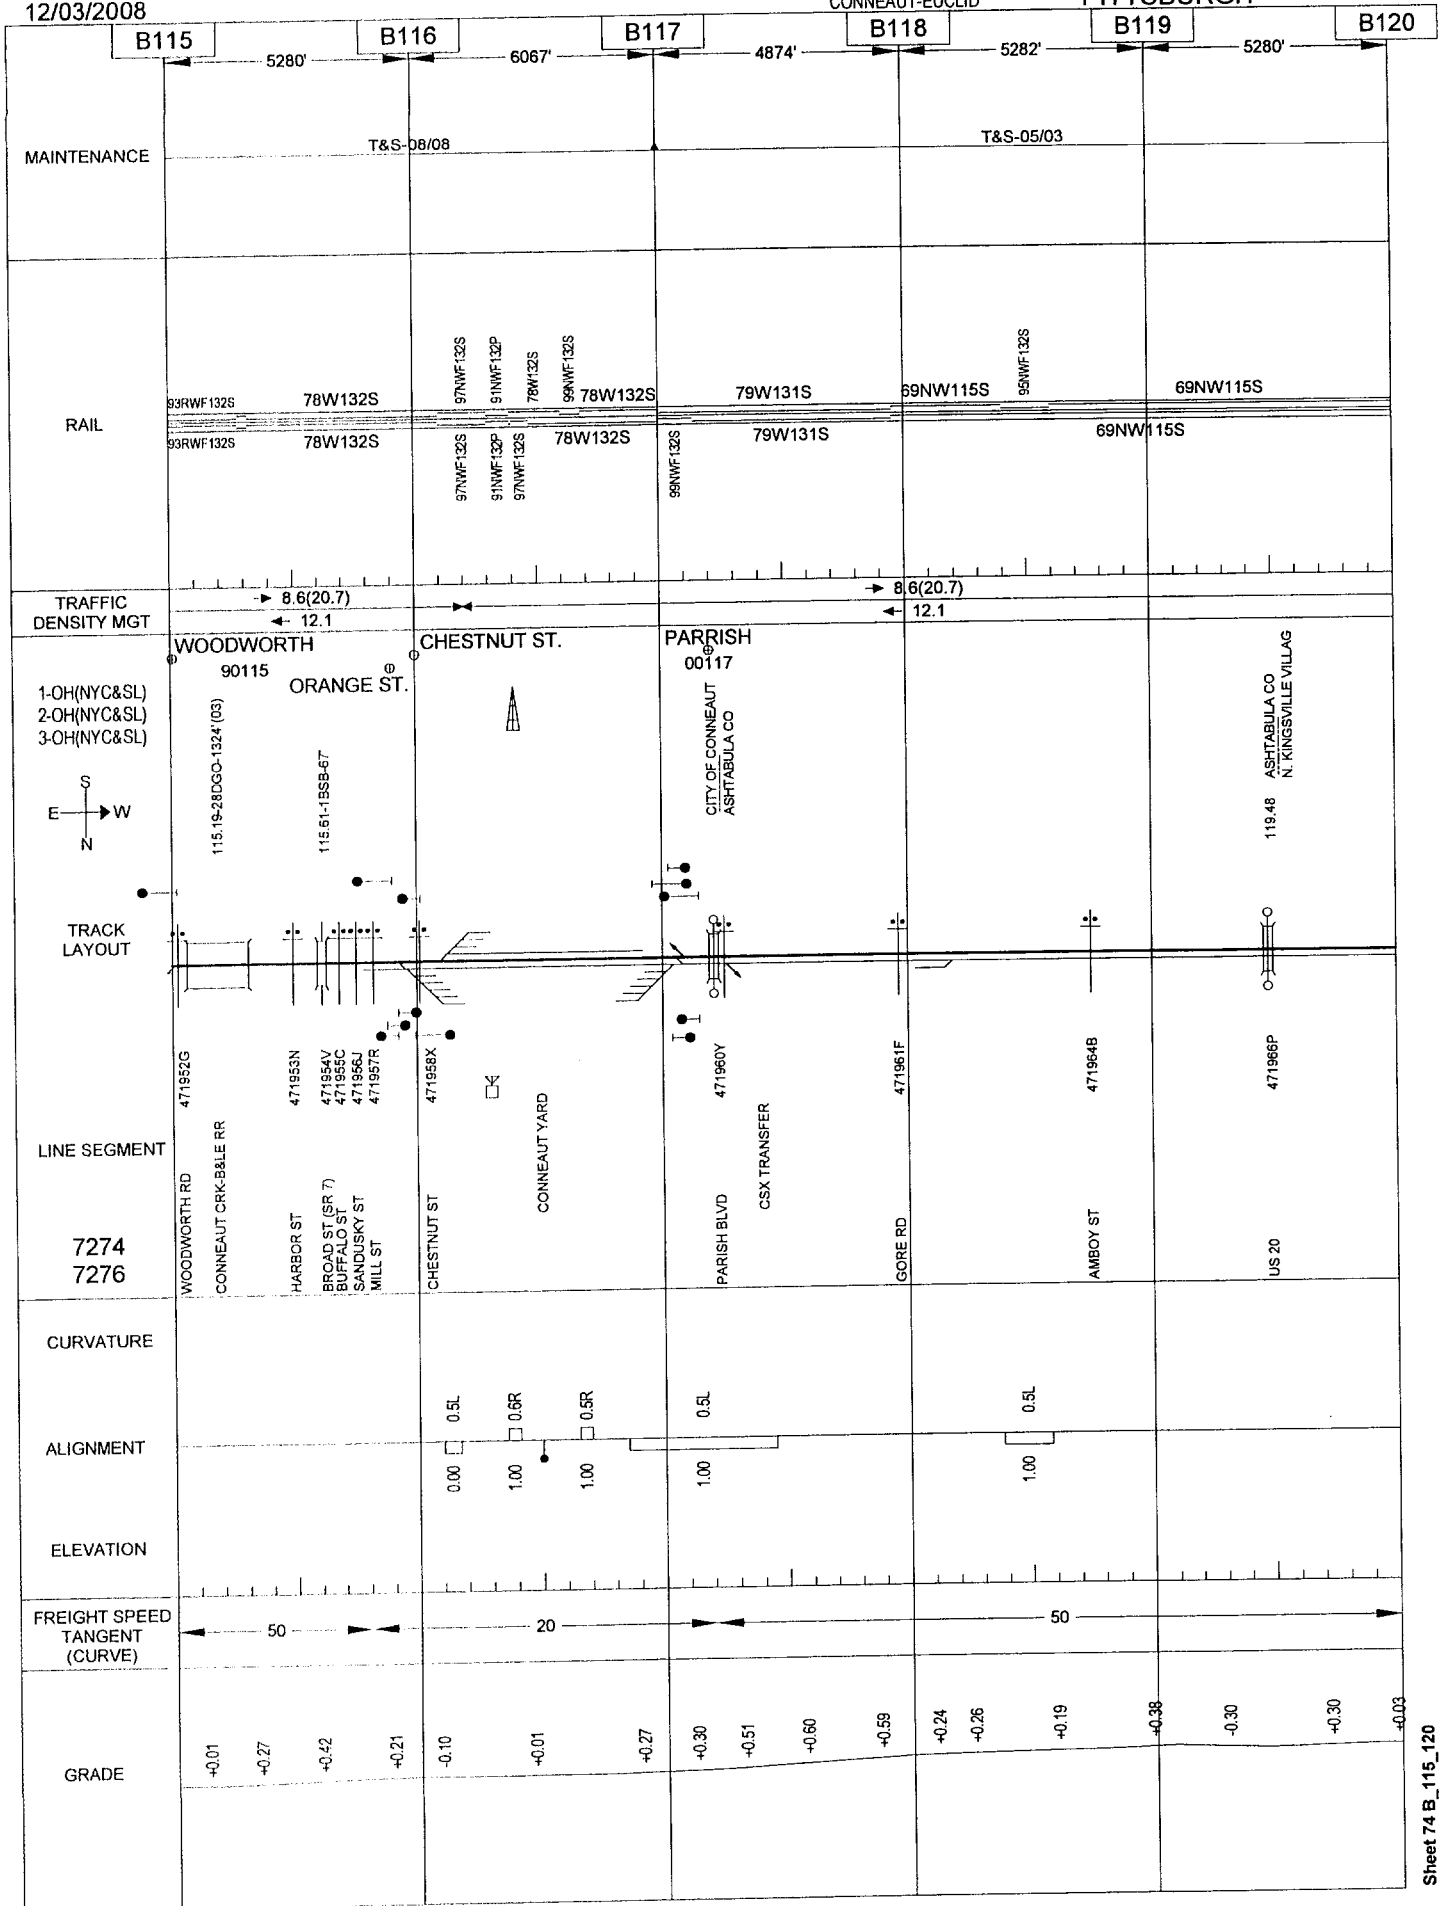 12/03/2008
CONNEAUT-EUCLID
PITTSBURGH
B115
B116
B117
B118
B119
B120
5280'
6067'
4874'
5282'
5280'
MAINTENANCE
T&S-08/08
T&S-05/03
RAIL
93RWF132S
78W132S
97NWF132S
91NWF132P
78W132S
99NWF132S
78W132S
79W131S
69NW115S
95NWF132S
69NW115S
93RWF132S
78W132S
97NWF132S
91NWF132P
97NWF132S
78W132S
99NWF132S
79W131S
69NW115S
TRAFFIC
DENSITY MGT
8.6(20.7)
12.1
8.6(20.7)
12.1
WOODWORTH
90115
ORANGE ST.
CHESTNUT ST.
PARRISH
00117
1-OH(NYC&SL)
2-OH(NYC&SL)
3-OH(NYC&SL)
S
E W
N
115.19-28DGO-1324'(03)
115.61-1BSB-67'
CITY OF CONNEAUT
ASHTABULA CO
119.48
ASHTABULA CO
N. KINGSVILLE VILLAG
TRACK
LAYOUT
471952G
471953N
471954V
471955C
471956J
471957R
471958X
471960Y
471961F
471964B
471966P
LINE SEGMENT
7274
7276
WOODWORTH RD
CONNEAUT CRK-B&LE RR
HARBOR ST
BROAD ST (SR 7)
BUFFALO ST
SANDUSKY ST
MILL ST
CHESTNUT ST
CONNEAUT YARD
PARISH BLVD
CSX TRANSFER
GORE RD
AMBOY ST
US 20
CURVATURE
0.5L
0.6R
0.5R
0.5L
0.5L
ALIGNMENT
0.00
1.00
1.00
1.00
1.00
ELEVATION
FREIGHT SPEED
TANGENT
(CURVE)
50
20
50
GRADE
+0.01
+0.27
+0.42
+0.21
-0.10
+0.01
+0.27
+0.30
+0.51
+0.60
+0.59
+0.24
+0.26
+0.19
+0.38
-0.30
+0.30
+0.03
Sheet 74 B_115_120